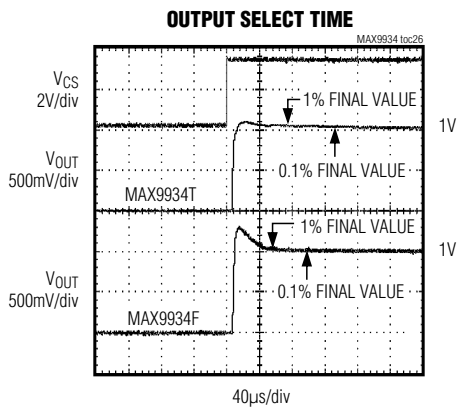 OUTPUT SELECT TIME
MAX9934 toc26
VCS
2V/div
1% FINAL VALUE
1V
VOUT
500mV/div
0.1% FINAL VALUE
MAX9934T
1% FINAL VALUE
1V
VOUT
500mV/div
0.1% FINAL VALUE
MAX9934F
40µs/div